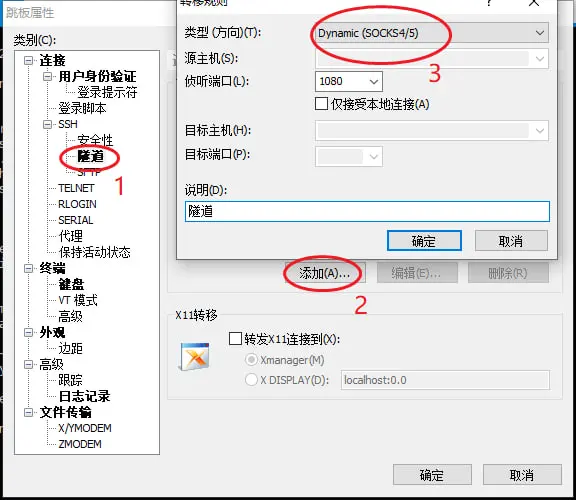 跳板属性
类别(C):
连接
用户身份验证
登录提示符
登录脚本
SSH
安全性
隧道
SFTP
TELNET
RLOGIN
SERIAL
代理
保持活动状态
终端
键盘
VT 模式
高级
外观
边距
高级
跟踪
日志记录
文件传输
X/YMODEM
ZMODEM
1
转移规则
类型 (方向)(T):
Dynamic (SOCKS4/5)
3
源主机(S):
侦听端口(L):
1080
仅接受本地连接(A)
目标主机(H):
目标端口(P):
说明(D):
隧道
确定
取消
添加(A)...
编辑(E)...
删除(R)
2
X11转移
转发X11连接到(X):
Xmanager(M)
X DISPLAY(D):
localhost:0.0
确定
取消